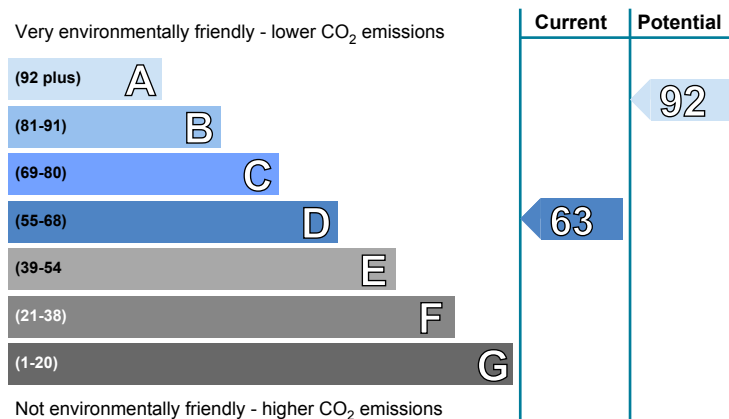 Current Potential
Very environmentally friendly - lower CO2 emissions
(92 plus) A
92
(81-91) B
(69-80) C
(55-68) D
63
(39-54 E
(21-38) F
(1-20) G
Not environmentally friendly - higher CO2 emissions